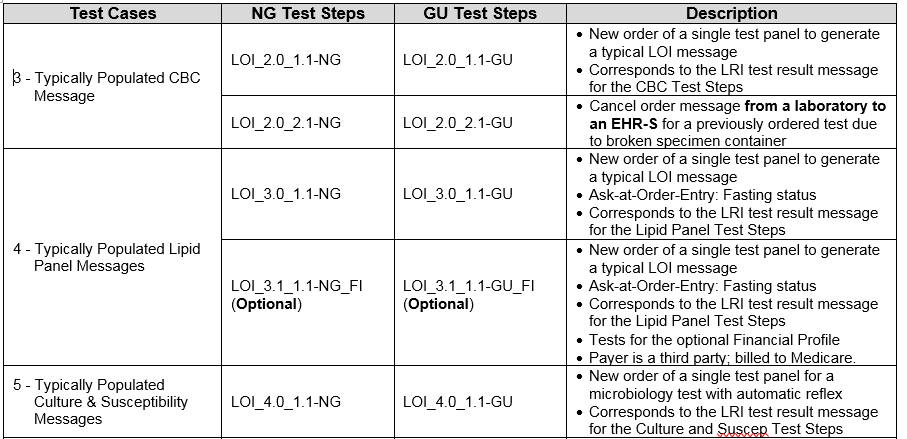 Test Cases NG Test Steps GU Test Steps Description
3 - Typically Populated CBC
Message
LOI_2.0_1.1-NG LOI_2.0_1.1-GU
• New order of a single test panel to generate
a typical LOI message
• Corresponds to the LRI test result message
for the CBC Test Steps
LOI_2.0_2.1-NG LOI_2.0_2.1-GU
• Cancel order message from a laboratory to
an EHR-S for a previously ordered test due
to broken specimen container
4 - Typically Populated Lipid
Panel Messages
LOI_3.0_1.1-NG LOI_3.0_1.1-GU
• New order of a single test panel to generate
a typical LOI message
• Ask-at-Order-Entry: Fasting status
• Corresponds to the LRI test result message
for the Lipid Panel Test Steps
LOI_3.1_1.1-NG_FI
(Optional)
LOI_3.1_1.1-GU_FI
(Optional)
• New order of a single test panel to generate
a typical LOI message
• Ask-at-Order-Entry: Fasting status
• Corresponds to the LRI test result message
for the Lipid Panel Test Steps
• Tests for the optional Financial Profile
• Payer is a third party; billed to Medicare.
5 - Typically Populated
Culture & Susceptibility
Messages
LOI_4.0_1.1-NG LOI_4.0_1.1-GU
• New order of a single test panel for a
microbiology test with automatic reflex
• Corresponds to the LRI test result message
for the Culture and Suscep Test Steps